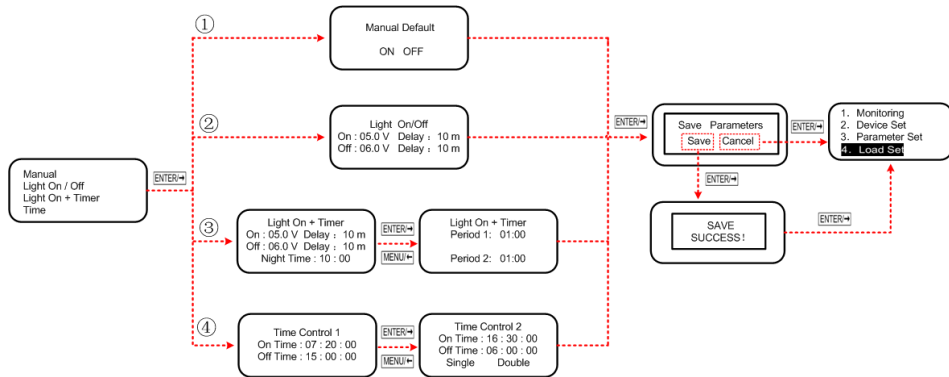 Manual
Light On / Off
Light On + Timer
Time
ENTER/→
①
Manual Default
ON OFF
②
Light On/Off
On : 05.0 V Delay : 10 m
Off : 06.0 V Delay : 10 m
③
Light On + Timer
On : 05.0 V Delay : 10 m
Off : 06.0 V Delay : 10 m
Night Time : 10 : 00
ENTER/→
MENU/←
Light On + Timer
Period 1: 01:00
Period 2: 01:00
④
Time Control 1
On Time : 07 : 20 : 00
Off Time : 15 : 00 : 00
ENTER/→
MENU/←
Time Control 2
On Time : 16 : 30 : 00
Off Time : 06 : 00 : 00
Single Double
ENTER/→
Save Parameters
Save Cancel
ENTER/→
ENTER/→
SAVE
SUCCESS!
ENTER/→
1. Monitoring
2. Device Set
3. Parameter Set
4. Load Set